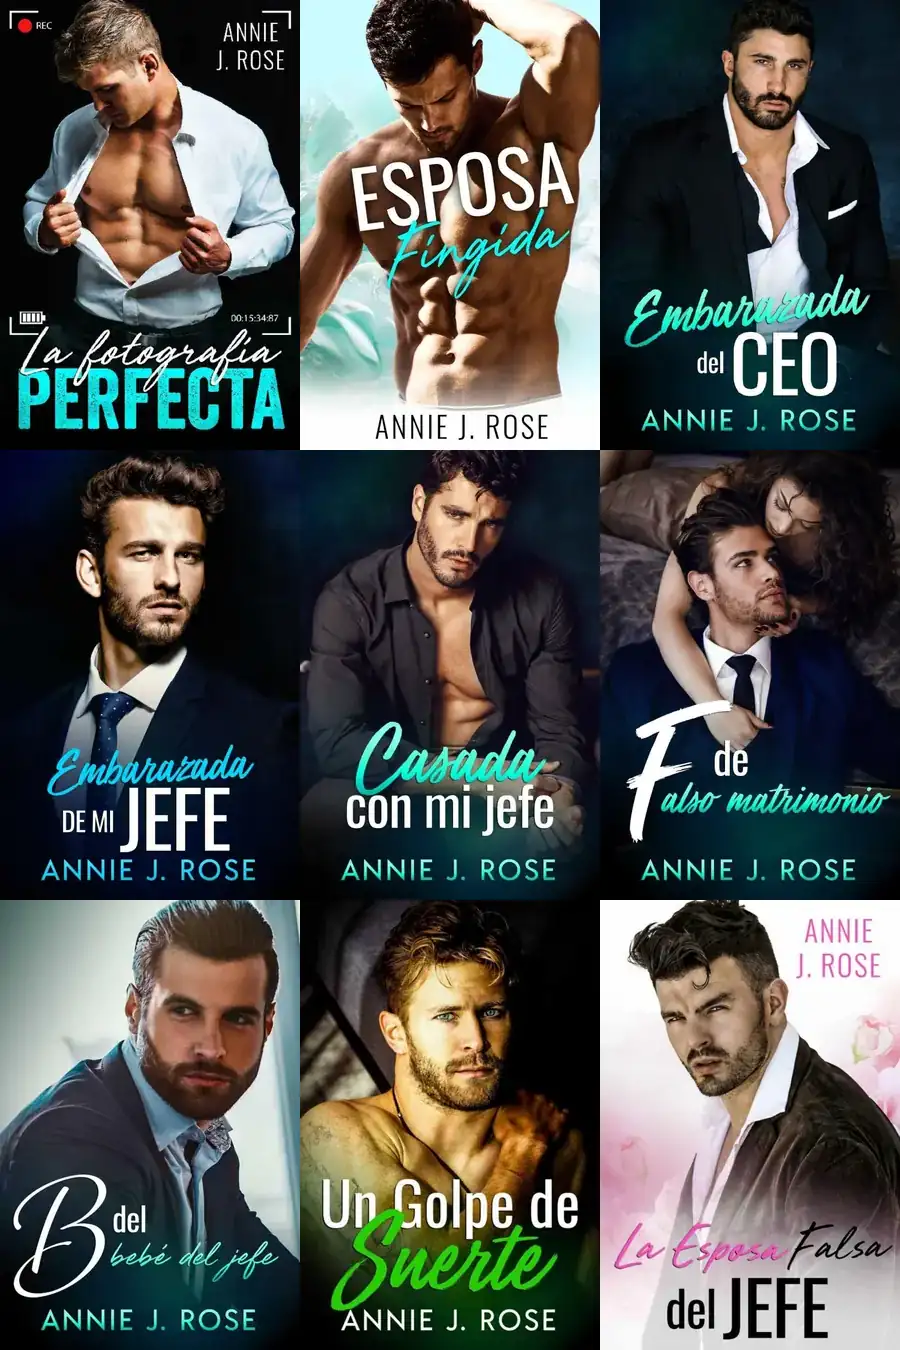 REC
ANNIE
J. ROSE
00:15:34:87
La fotografía
PERFECTA
ESPOSA
Fingida
ANNIE J. ROSE
Embarazada
del CEO
ANNIE J. ROSE
Embarazada
DE MI JEFE
ANNIE J. ROSE
Casada
con mi jefe
ANNIE J. ROSE
F de
Falso matrimonio
ANNIE J. ROSE
B del
bebé del jefe
ANNIE J. ROSE
Un Golpe de
Suerte
ANNIE J. ROSE
ANNIE
J. ROSE
La Esposa Falsa
del JEFE